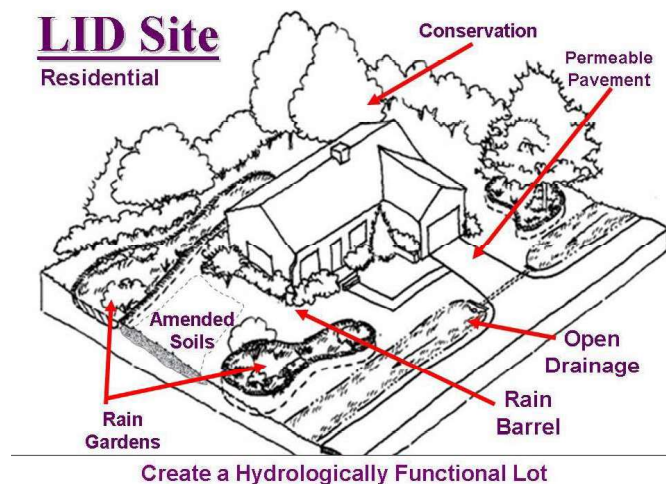 LID Site
Residential
Conservation
Permeable
Pavement
Amended
Soils
Open
Drainage
Rain
Barrel
Rain
Gardens
Create a Hydrologically Functional Lot